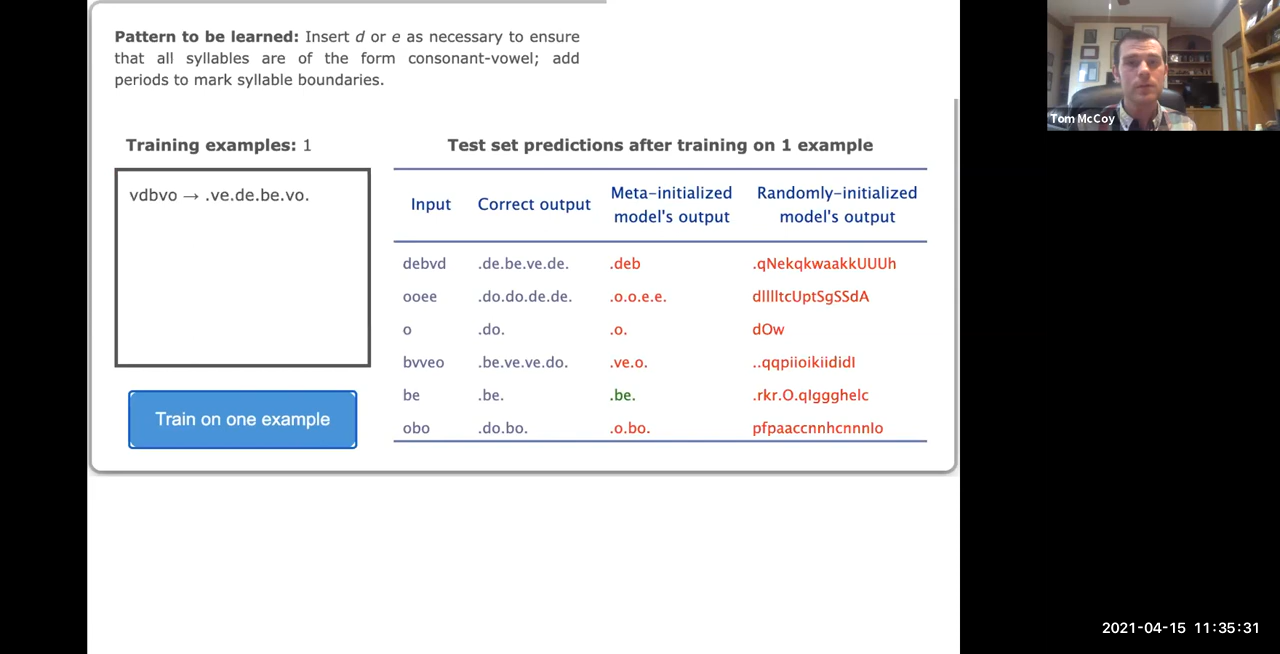 Pattern to be learned: Insert d or e as necessary to ensure
that all syllables are of the form consonant-vowel; add
periods to mark syllable boundaries.
Training examples: 1
vdbvo → .ve.de.be.vo.
Train on one example
Test set predictions after training on 1 example
Input Correct output Meta-initialized model's output Randomly-initialized model's output
debvd .de.be.ve.de. .deb .qNekqkwaakkUUUh
ooee .do.do.de.de. .o.o.e.e. dlllltcUptSgSSdA
o .do. .o. dOw
bvveo .be.ve.ve.do. .ve.o. ..qqpiioikiididI
be .be. .be. .rkr.O.qIggghelc
obo .do.bo. .o.bo. pfpaaccnnhcnnnIo
Tom McCoy
2021-04-15 11:35:31